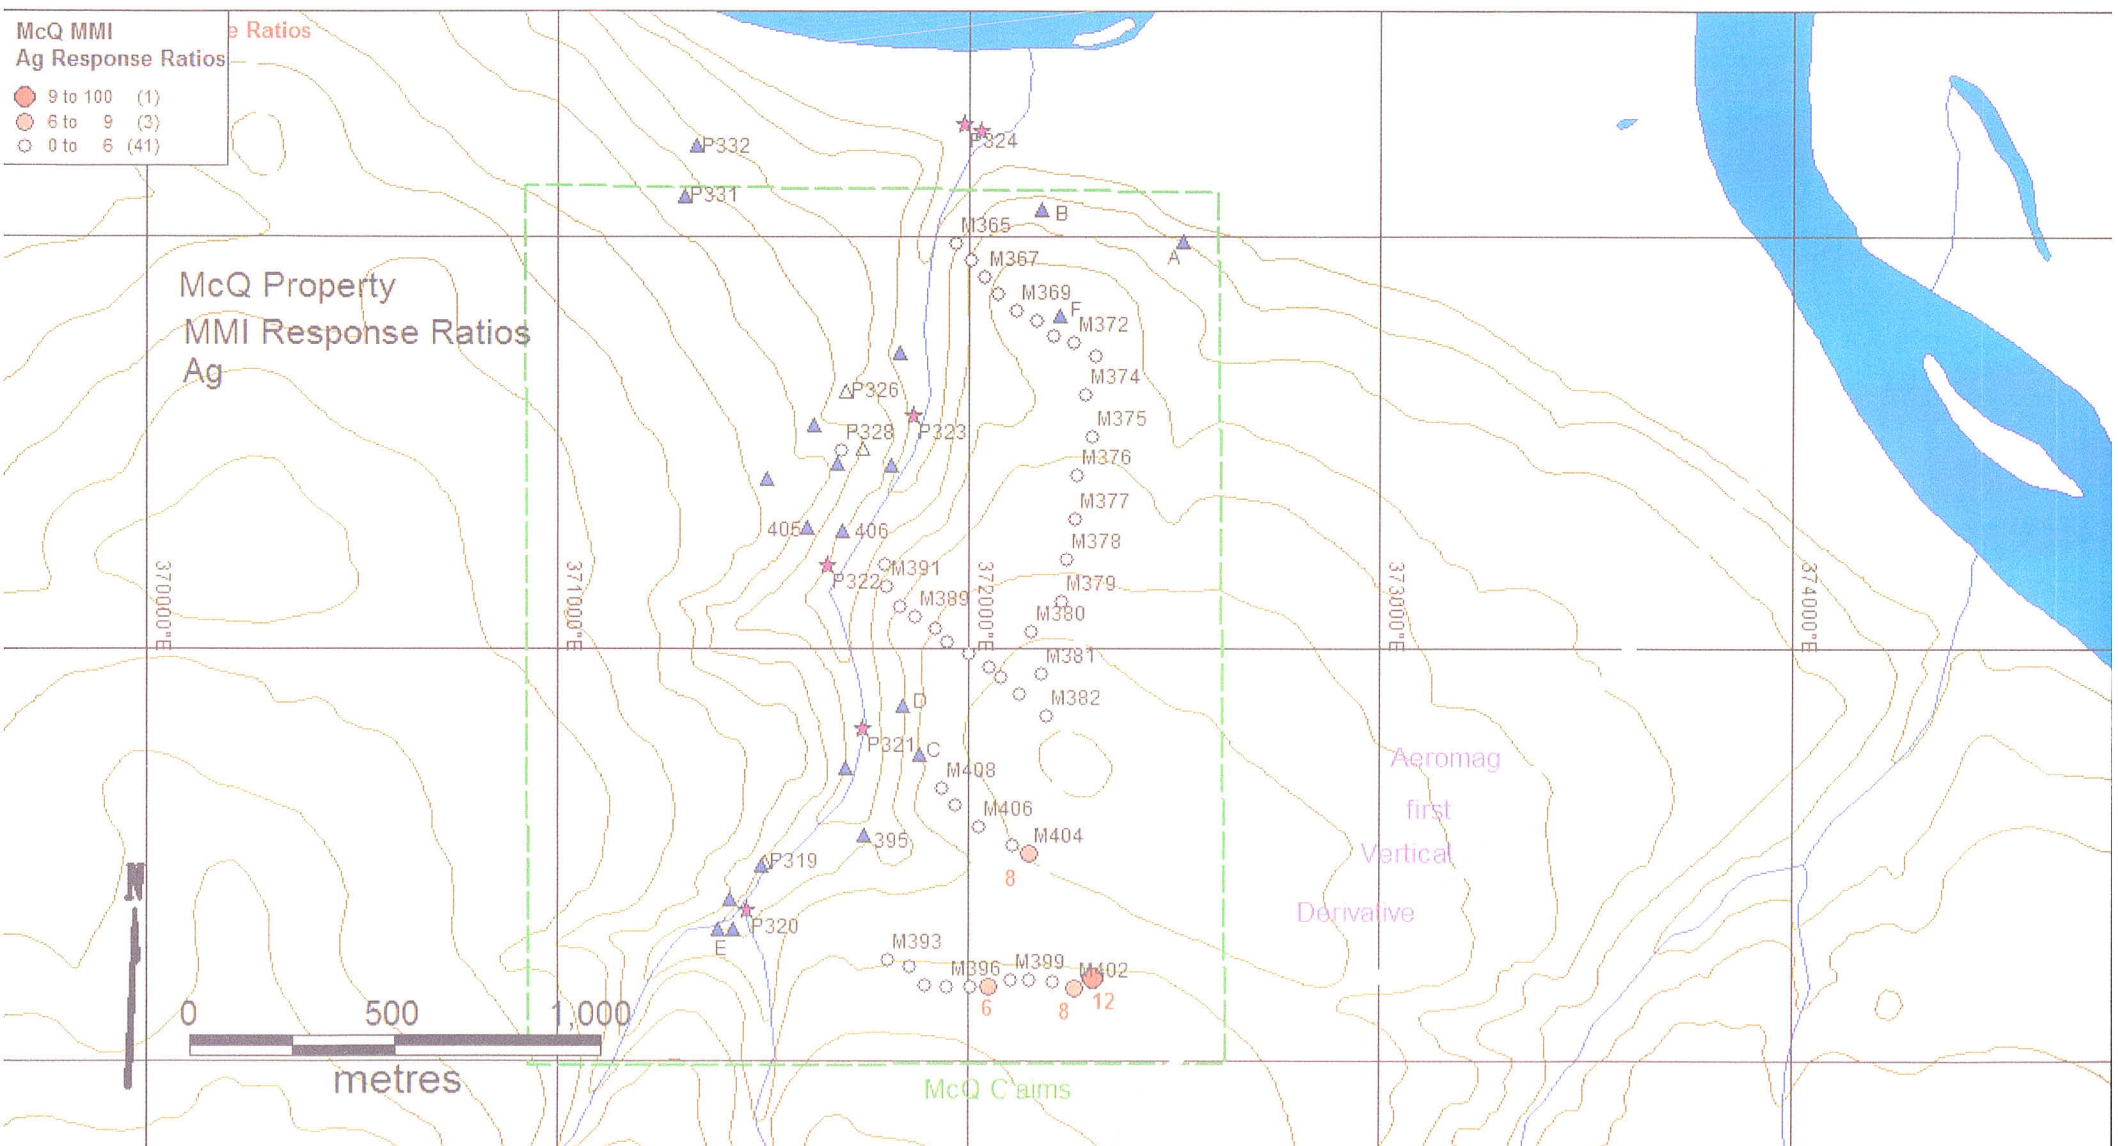 McQ MMI
Ag Response Ratios
9 to 100 (1)
6 to 9 (3)
0 to 6 (41)
e Ratios
P332
P324
P331
B
M365
A
M367
McQ Property
MMI Response Ratios
Ag
M369
F
M372
M374
P326
M375
P323
P328
M376
M377
405
406
M378
M391
P322
M389
M379
M380
370000"E
371000"E
372000"E
373000"E
374000"E
M381
D
M382
P321
C
Aeromag
first
Vertical
Derivative
M408
M406
M404
395
8
P319
P320
E
M393
M396
M399
M402
6
8
12
N
0 500 1,000
metres
McQ C aims